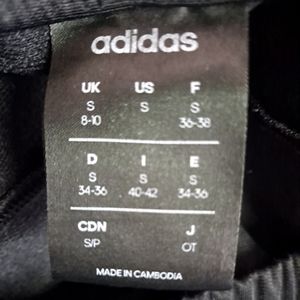 adidas
UK US F
S S S
8-10 36-38
D I E
S S S
34-36 40-42 34-36
CDN J
S/P OT
MADE IN CAMBODIA